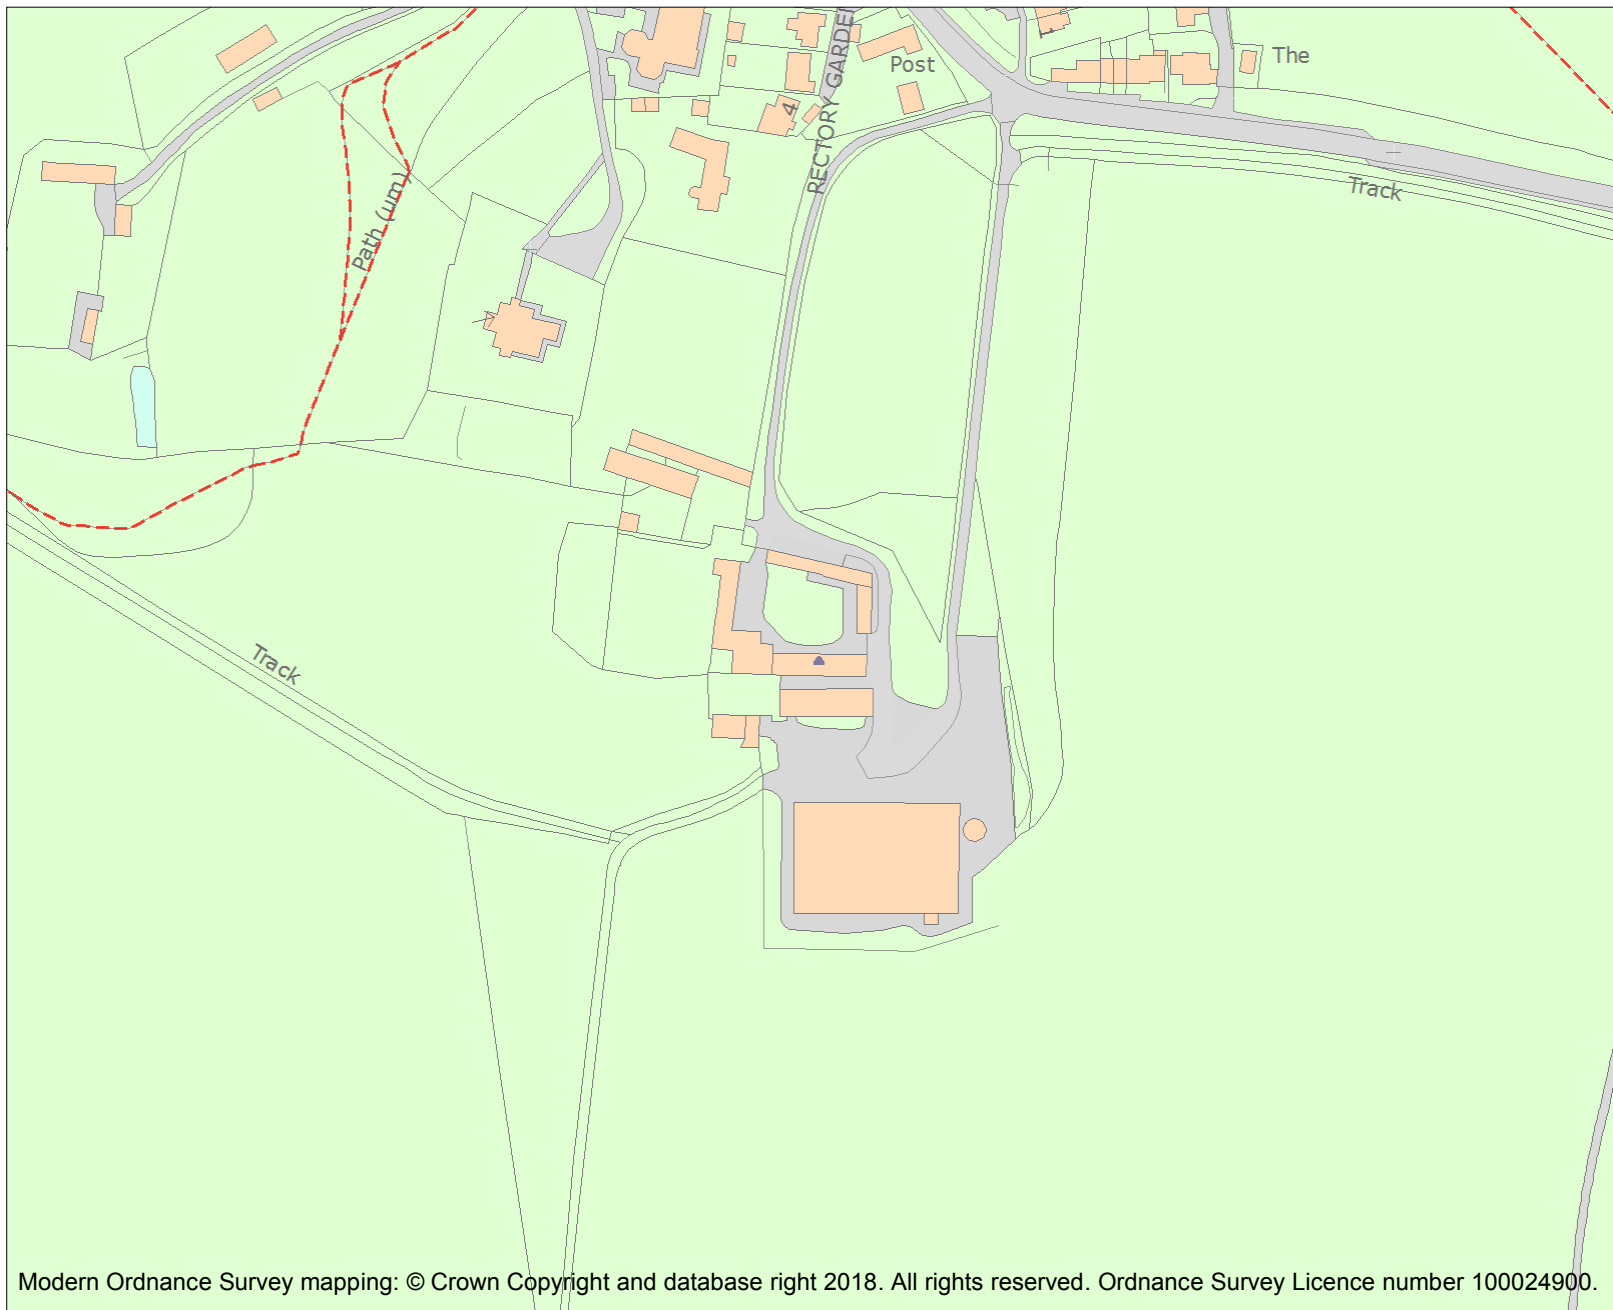 RECTORY GARDE
Post
The
4
1
Track
Path (um)
Track
Modern Ordnance Survey mapping: © Crown Copyright and database right 2018. All rights reserved. Ordnance Survey Licence number 100024900.